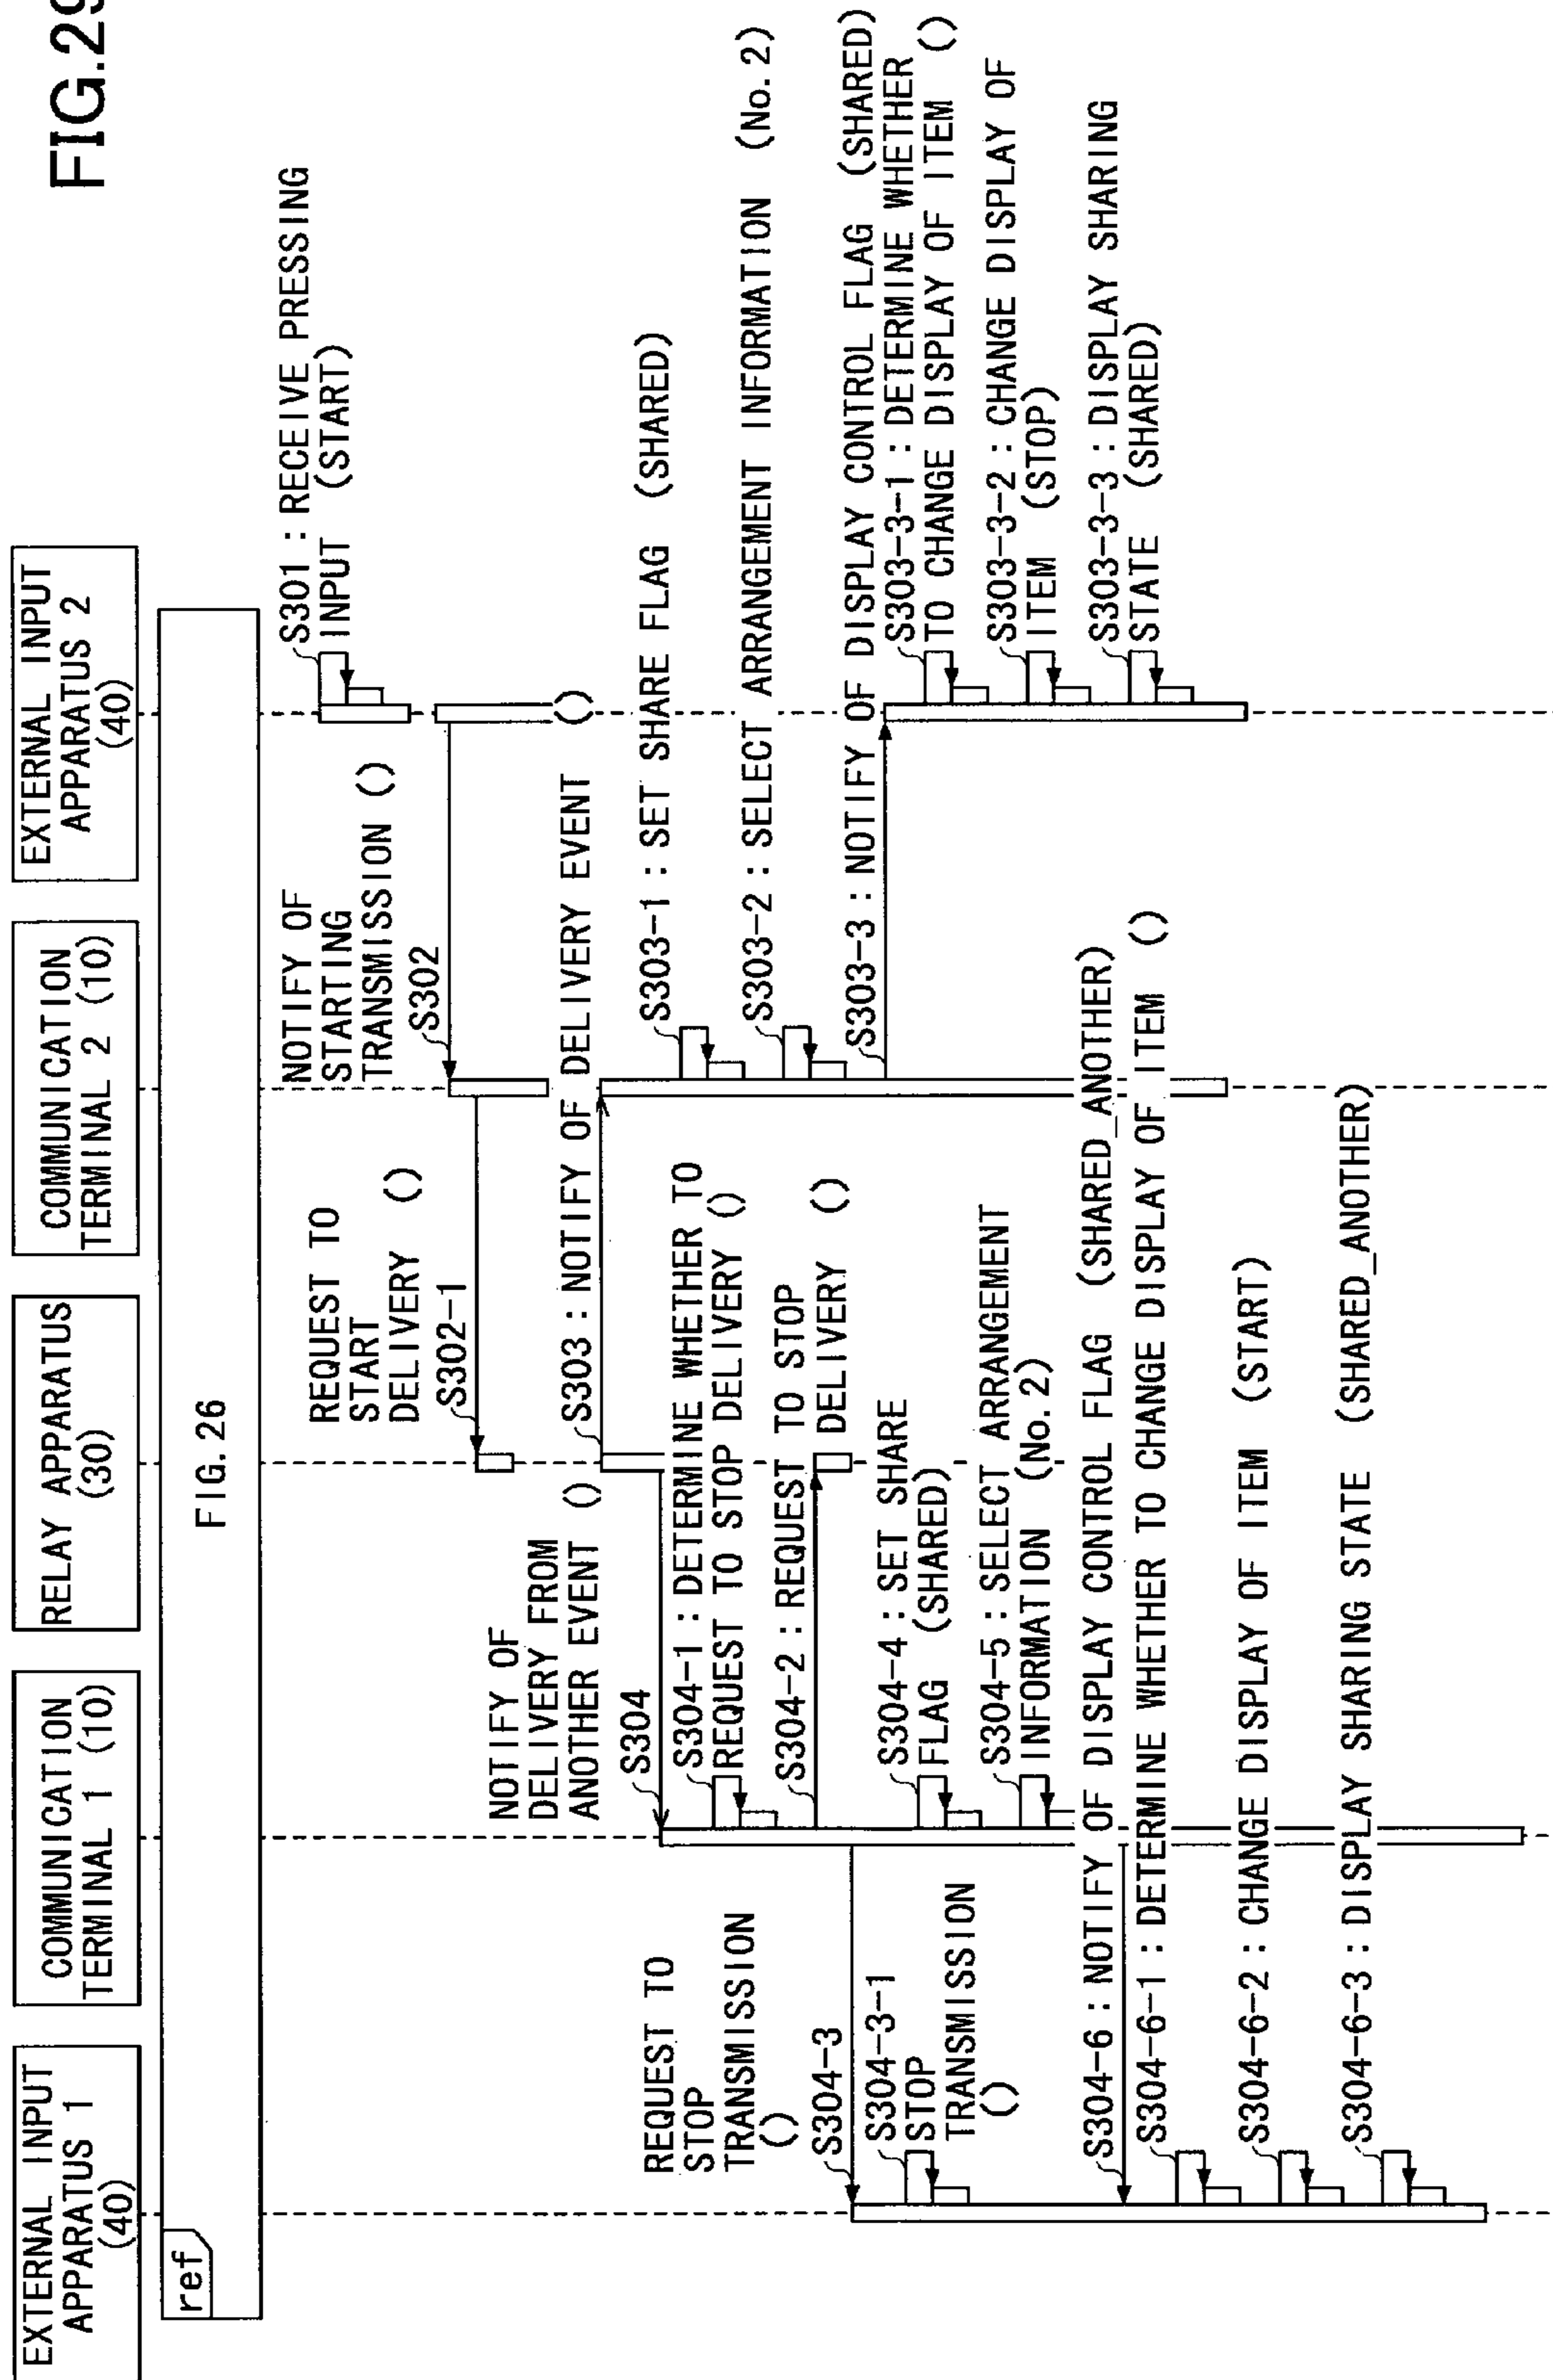 FIG.29
EXTERNAL INPUT
APPARATUS 1
(40)
COMMUNICATION
TERMINAL 1 (10)
RELAY APPARATUS
(30)
COMMUNICATION
TERMINAL 2 (10)
EXTERNAL INPUT
APPARATUS 2
(40)
ref
FIG.26
S301 : RECEIVE PRESSING
INPUT (START)
NOTIFY OF
STARTING
TRANSMISSION ()
S302
()
REQUEST TO
START
DELIVERY ()
S302-1
S303 : NOTIFY OF DELIVERY EVENT
S303-1 : SET SHARE FLAG (SHARED)
S303-2 : SELECT ARRANGEMENT INFORMATION (No.2)
S303-3 : NOTIFY OF DISPLAY CONTROL FLAG (SHARED)
S303-3-1 : DETERMINE WHETHER
TO CHANGE DISPLAY OF ITEM ()
S303-3-2 : CHANGE DISPLAY OF
ITEM (STOP)
S303-3-3 : DISPLAY SHARING
STATE (SHARED)
NOTIFY OF
DELIVERY FROM
ANOTHER EVENT ()
S304
S304-1 : DETERMINE WHETHER TO
REQUEST TO STOP DELIVERY ()
S304-2 : REQUEST TO STOP
DELIVERY ()
REQUEST TO
STOP
TRANSMISSION
()
S304-3
S304-3-1
STOP
TRANSMISSION
()
S304-4 : SET SHARE
FLAG (SHARED)
S304-5 : SELECT ARRANGEMENT
INFORMATION (No.2)
S304-6 : NOTIFY OF DISPLAY CONTROL FLAG (SHARED_ANOTHER)
S304-6-1 : DETERMINE WHETHER TO CHANGE DISPLAY OF ITEM ()
S304-6-2 : CHANGE DISPLAY OF ITEM (START)
S304-6-3 : DISPLAY SHARING STATE (SHARED_ANOTHER)